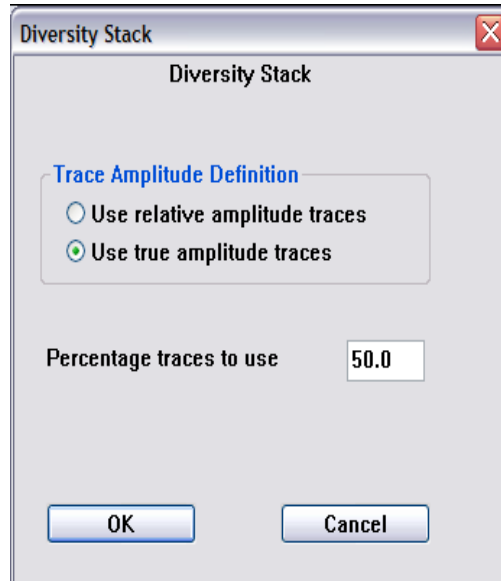 Diversity Stack
Diversity Stack
Trace Amplitude Definition
Use relative amplitude traces
Use true amplitude traces
Percentage traces to use 50.0
OK Cancel